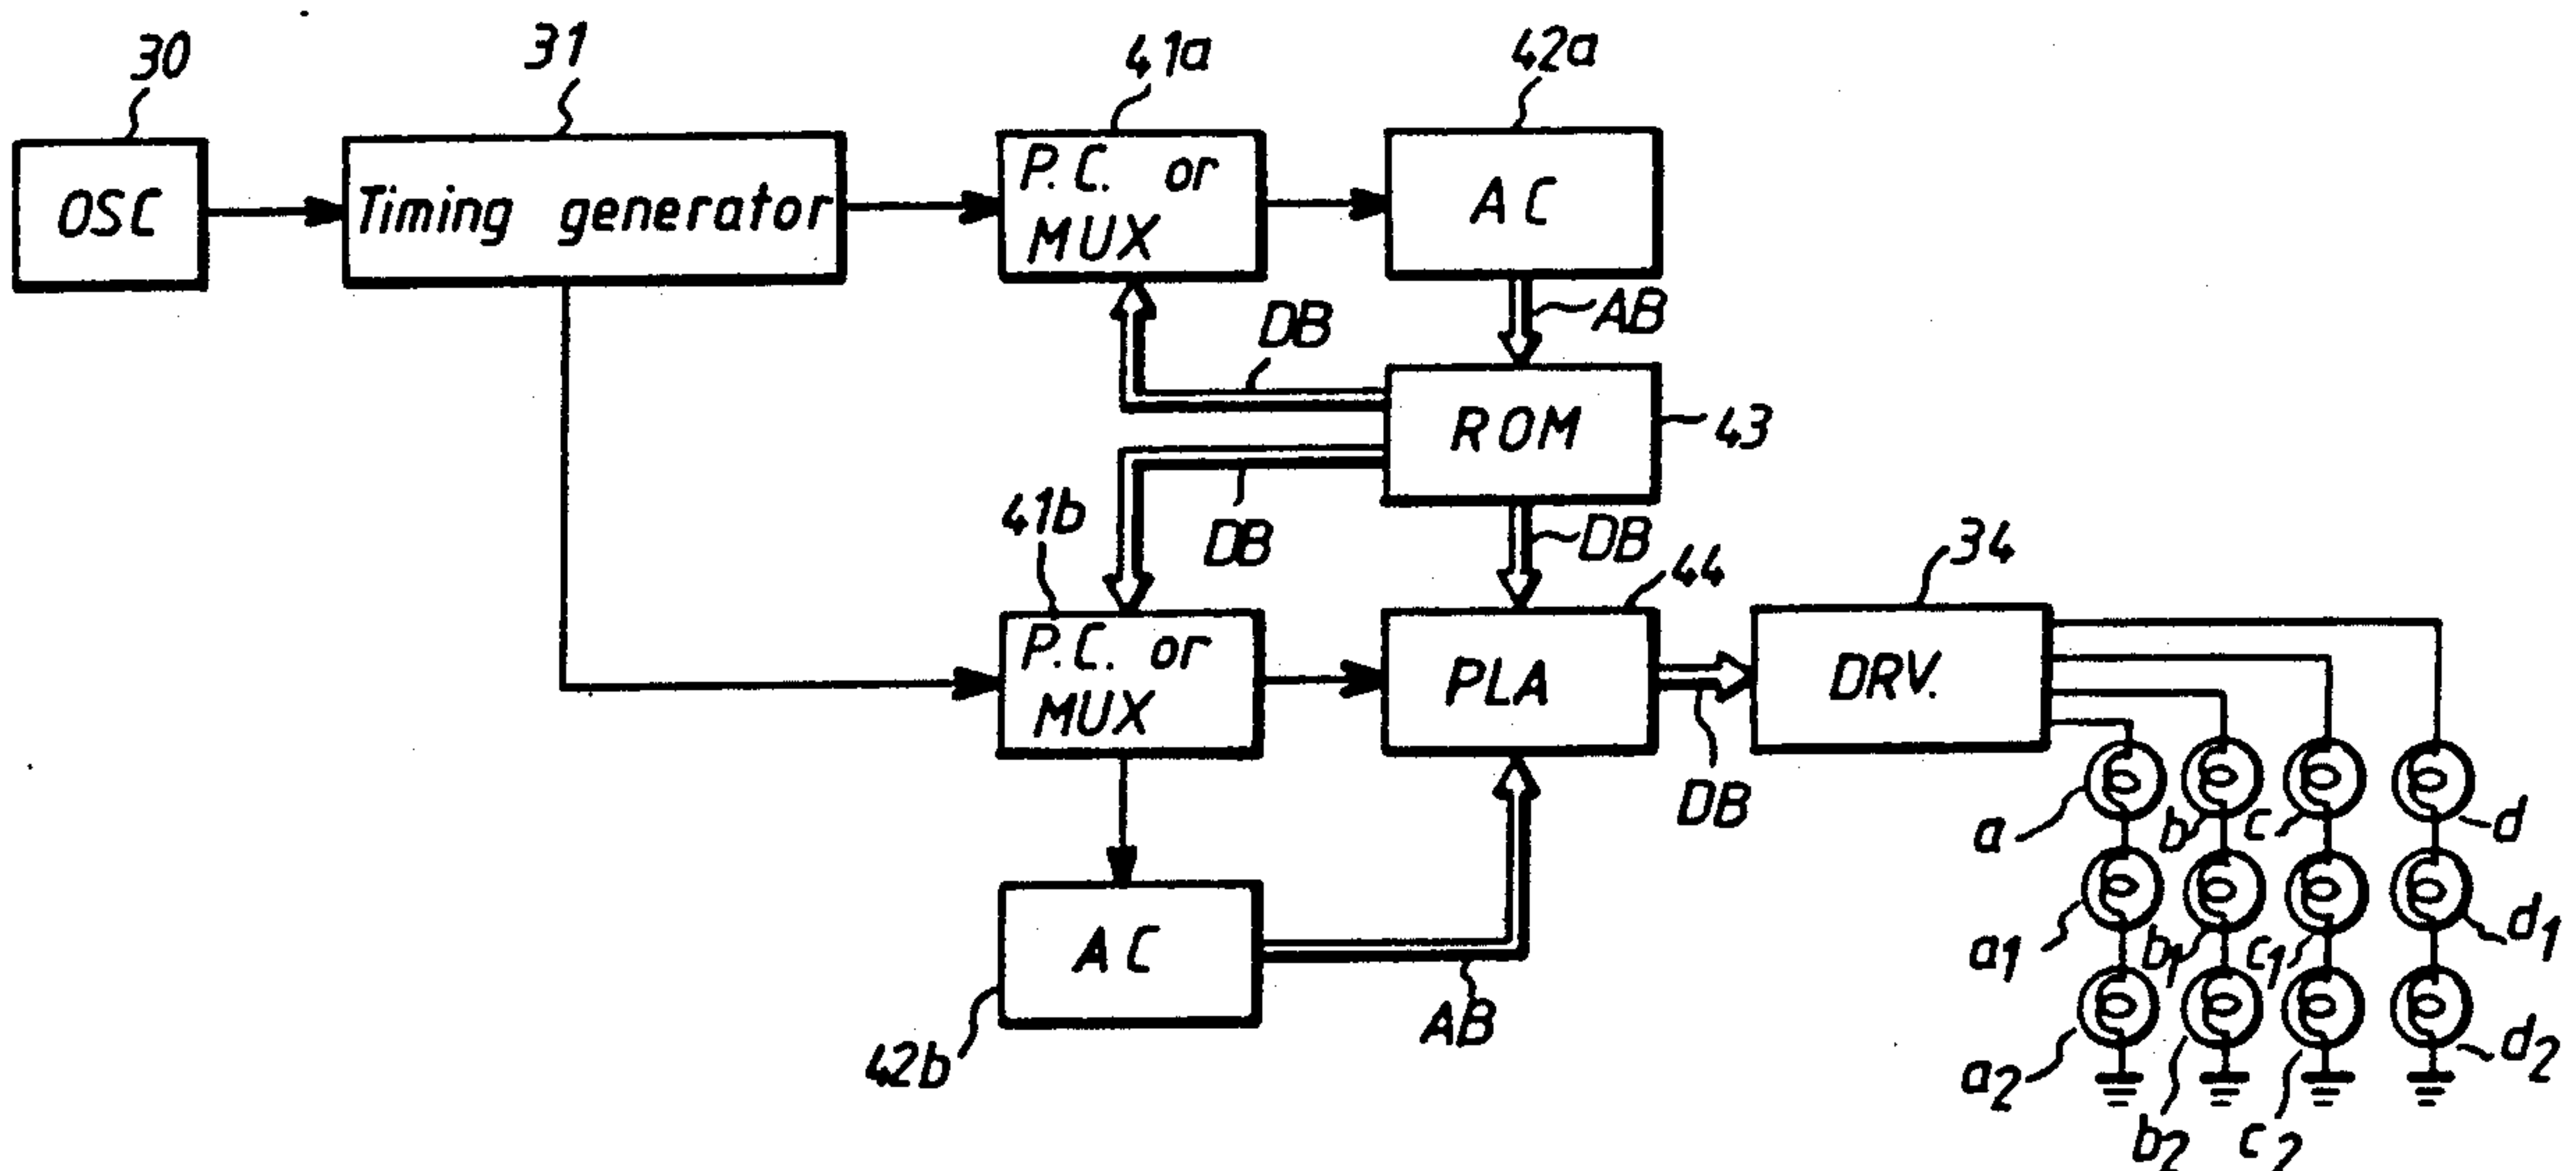 30
31
41a
42a
OSC
Timing generator
P.C. or
MUX
AC
AB
DB
ROM
43
DB
41b
DB
44
34
P.C. or
MUX
PLA
DRV.
DB
a
b
c
d
AC
a1
b1
c1
d1
AB
42b
a2
b2
c2
d2